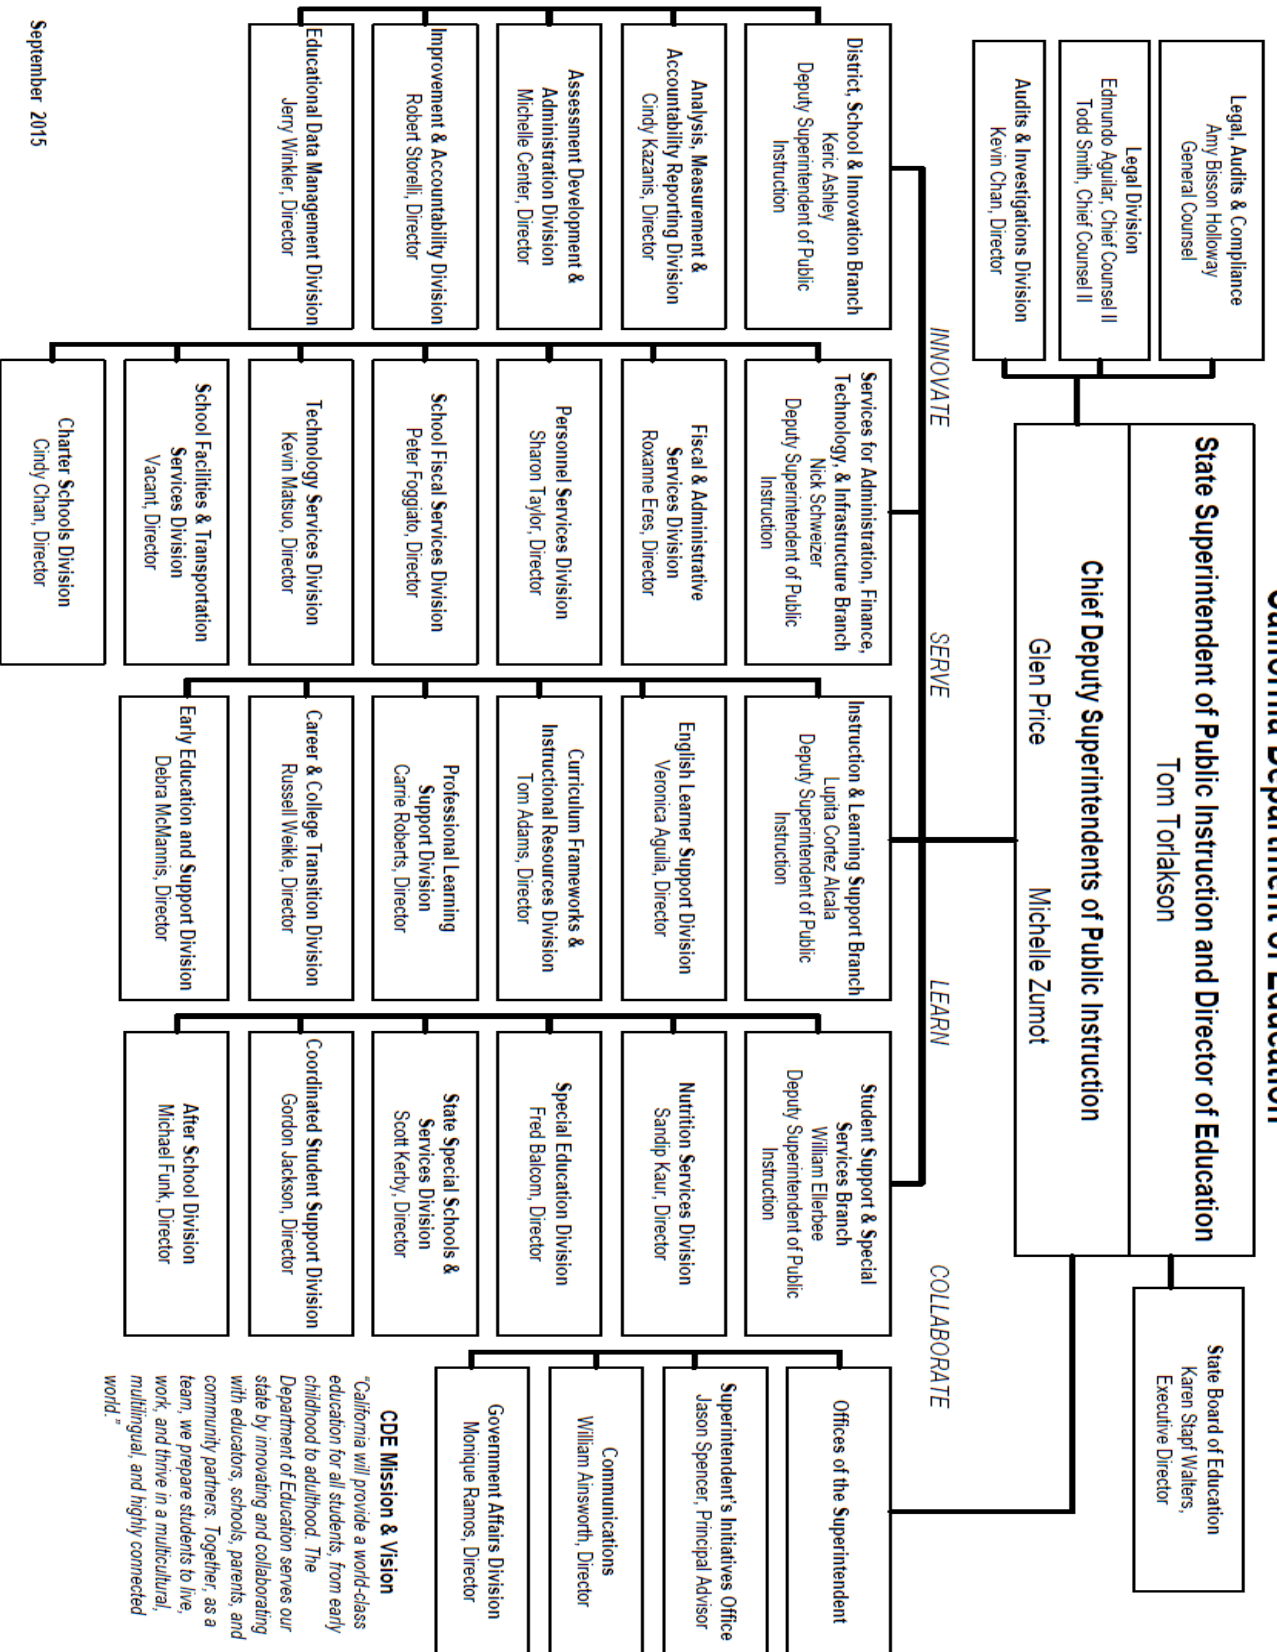 California Department of Education
State Superintendent of Public Instruction and Director of Education
Tom Torlakson
Chief Deputy Superintendents of Public Instruction
Glen Price
Michelle Zumot
Legal, Audits & Compliance
Amy Bisson Holloway
General Counsel
Legal Division
Edmundo Aguilar, Chief Counsel II
Todd Smith, Chief Counsel II
Audits & Investigations Division
Kevin Chan, Director
State Board of Education
Karen Stapf Walters,
Executive Director
INNOVATE
SERVE
LEARN
COLLABORATE
District, School & Innovation Branch
Keric Ashley
Deputy Superintendent of Public
Instruction
Analysis, Measurement &
Accountability Reporting Division
Cindy Kazanis, Director
Assessment Development &
Administration Division
Michelle Center, Director
Improvement & Accountability Division
Robert Storelli, Director
Educational Data Management Division
Jerry Winkler, Director
Services for Administration, Finance,
Technology, & Infrastructure Branch
Nick Schweizer
Deputy Superintendent of Public
Instruction
Fiscal & Administrative
Services Division
Roxanne Eres, Director
Personnel Services Division
Sharon Taylor, Director
School Fiscal Services Division
Peter Foggiato, Director
Technology Services Division
Kevin Matsuo, Director
School Facilities & Transportation
Services Division
Vacant, Director
Charter Schools Division
Cindy Chan, Director
Instruction & Learning Support Branch
Lupita Cortez Alcala
Deputy Superintendent of Public
Instruction
English Learner Support Division
Veronica Aguila, Director
Curriculum Frameworks &
Instructional Resources Division
Tom Adams, Director
Professional Learning
Support Division
Carrie Roberts, Director
Career & College Transition Division
Russell Weikle, Director
Early Education and Support Division
Debra McMannis, Director
Student Support & Special
Services Branch
William Ellerbee
Deputy Superintendent of Public
Instruction
Nutrition Services Division
Sandip Kaur, Director
Special Education Division
Fred Balcom, Director
State Special Schools &
Services Division
Scott Kerby, Director
Coordinated Student Support Division
Gordon Jackson, Director
After School Division
Michael Funk, Director
Offices of the Superintendent
Superintendent's Initiatives Office
Jason Spencer, Principal Advisor
Communications
William Ainsworth, Director
Government Affairs Division
Monique Ramos, Director
CDE Mission & Vision
"California will provide a world-class
education for all students, from early
childhood to adulthood. The
Department of Education serves our
state by innovating and collaborating
with educators, schools, parents, and
community partners. Together, as a
team, we prepare students to live,
work, and thrive in a multicultural,
multilingual, and highly connected
world."
September 2015